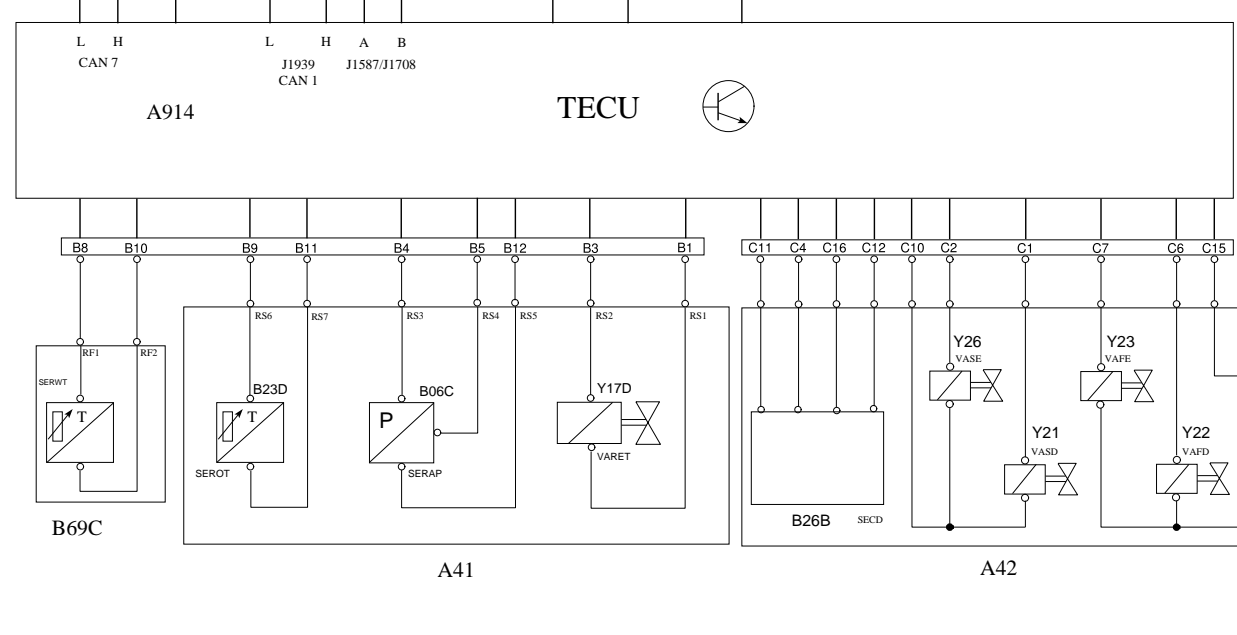 L H L H A B
CAN 7 J1939 J1587/J1708
CAN 1
A914 TECU
B8 B10 B9 B11 B4 B5 B12 B3 B1 C11 C4 C16 C12 C10 C2 C1 C7 C6 C15
RS6 RS7 RS3 RS4 RS5 RS2 RS1
Y26 Y23
RF1 RF2 VASE VAFE
SERWT
B23D B06C Y17D
T T P
Y21 Y22
VASD VAFD
VARET
SEROT SERAP
B26B SECD
B69C
A41 A42